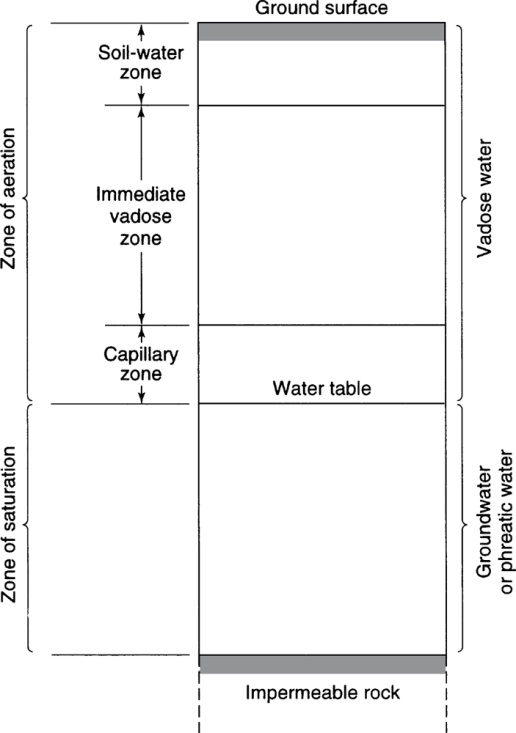 Ground surface
Soil-water
zone
Zone of aeration
Immediate
vadose
zone
Vadose water
Capillary
zone
Water table
Zone of saturation
Groundwater
or phreatic water
Impermeable rock